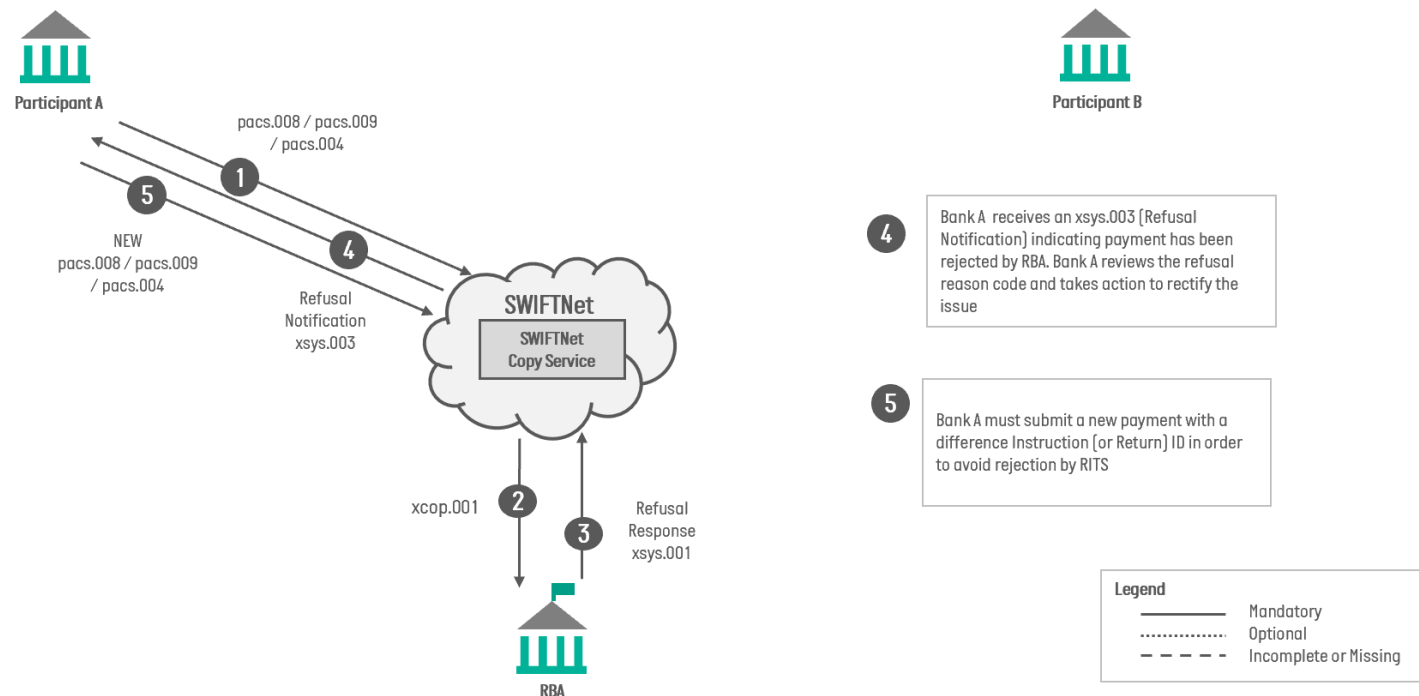 Participant A
Participant B
pacs.008 / pacs.009
/ pacs.004
1
5
4
NEW
pacs.008 / pacs.009
/ pacs.004
Refusal
Notification
xsys.003
SWIFTNet
SWIFTNet
Copy Service
xcop.001
2
3
Refusal
Response
xsys.001
RBA
4
Bank A receives an xsys.003 (Refusal
Notification) indicating payment has been
rejected by RBA. Bank A reviews the refusal
reason code and takes action to rectify the
issue
5
Bank A must submit a new payment with a
difference Instruction (or Return) ID in order
to avoid rejection by RITS
Legend
Mandatory
Optional
Incomplete or Missing